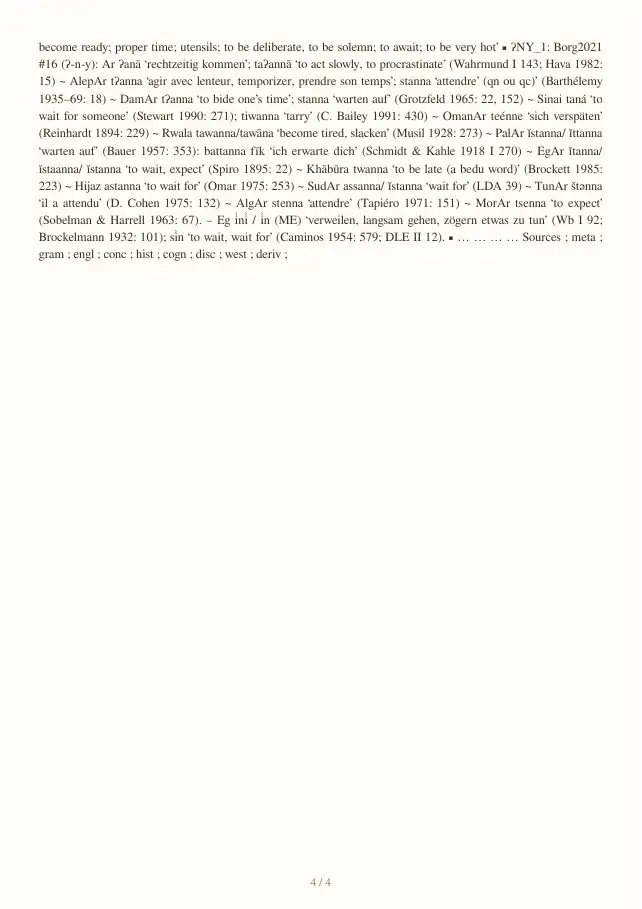 become ready; proper time; utensils; to be deliberate, to be solemn; to await; to be very hot’ ▪ ʔNY_1: Borg2021
#16 (ʔ-n-y): Ar ʔanā ‘rechtzeitig kommen’; taʔannā ‘to act slowly, to procrastinate’ (Wahrmund I 143; Hava 1982:
15) ~ AlepAr tʔanna ‘agir avec lenteur, temporizer, prendre son temps’; stanna ‘attendre’ (qn ou qc)’ (Barthélemy
1935–69: 18) ~ DamAr tʔanna ‘to bide one’s time’; stanna ‘warten auf’ (Grotzfeld 1965: 22, 152) ~ Sinai taná ‘to
wait for someone’ (Stewart 1990: 271); tiwanna ‘tarry’ (C. Bailey 1991: 430) ~ OmanAr teénne ‘sich verspäten’
(Reinhardt 1894: 229) ~ Rwala tawanna/tawāna ‘become tired, slacken’ (Musil 1928: 273) ~ PalAr ĭstanna/ ĭttanna
‘warten auf’ (Bauer 1957: 353): battanna fīk ‘ich erwarte dich’ (Schmidt & Kahle 1918 I 270) ~ EgAr ĭtanna/
ĭstaanna/ ĭstanna ‘to wait, expect’ (Spiro 1895: 22) ~ Khābūra twanna ‘to be late (a bedu word)’ (Brockett 1985:
223) ~ Hijaz astanna ‘to wait for’ (Omar 1975: 253) ~ SudAr assanna/ ĭstanna ‘wait for’ (LDA 39) ~ TunAr štənna
‘il a attendu’ (D. Cohen 1975: 132) ~ AlgAr stenna ‘attendre’ (Tapiéro 1971: 151) ~ MorAr tsenna ‘to expect’
(Sobelman & Harrell 1963: 67). – Eg i҆ni҆ / i҆n (ME) ‘verweilen, langsam gehen, zögern etwas zu tun’ (Wb I 92;
Brockelmann 1932: 101); si҆n ‘to wait, wait for’ (Caminos 1954: 579; DLE II 12). ▪ … … … … Sources ; meta ;
gram ; engl ; conc ; hist ; cogn ; disc ; west ; deriv ;
4 / 4